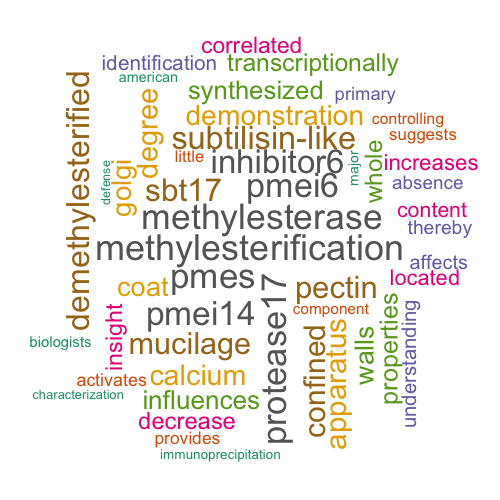 correlated
identification transcriptionally
american
synthesized primary
demethylesterified
degree
demonstration controlling
suggests
subtilisin-like
little inhibitor6 major whole increases
defense golgi sbt17 pmei6 absence
methylesterase content
thereby
methylesterification
affects
pmes located
coat pectin
component
pmei14 protease17 properties
insight confined apparatus walls understanding
biologists mucilage
activates calcium
characterization
influences
decrease
provides
immunoprecipitation